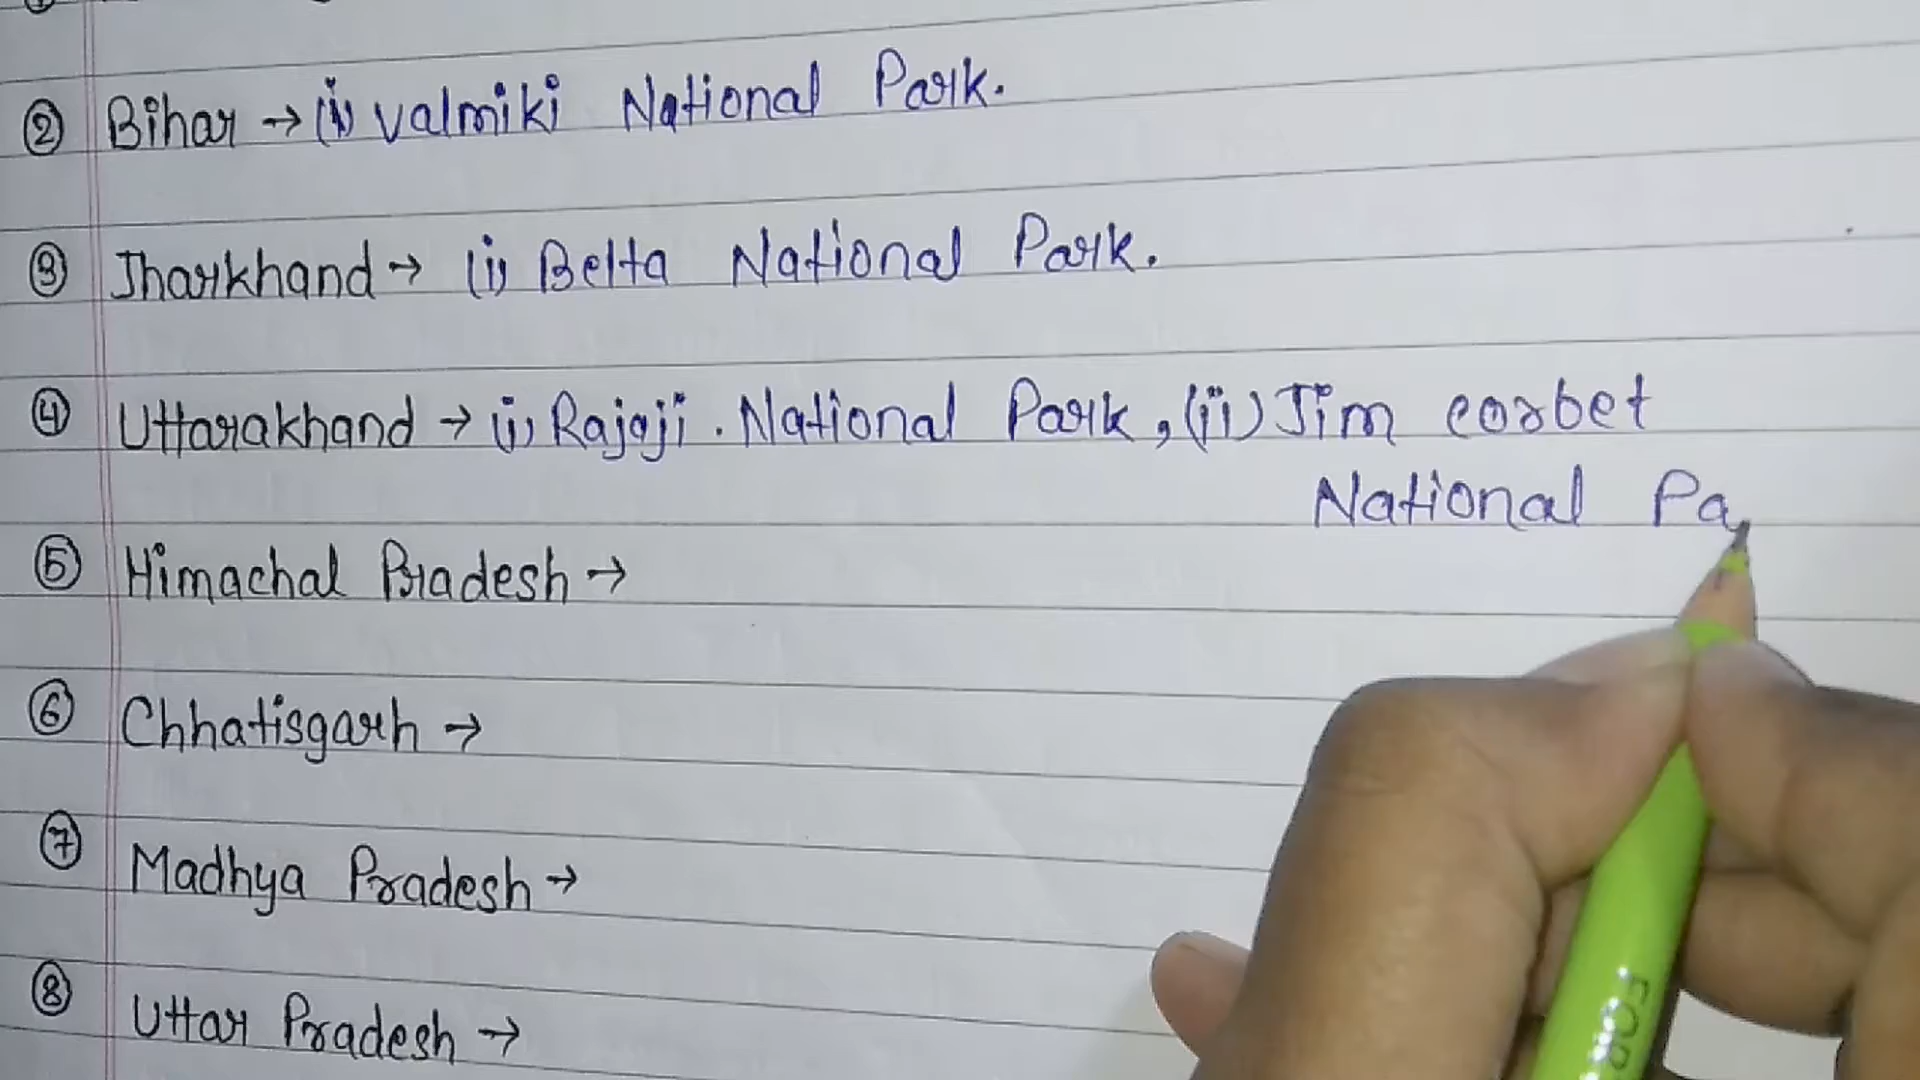 ② Bihar → (i) valmiki National Park.
③ Jharkhand → (i) Belta National Park.
④ Uttarakhand → (i) Rajaji. National Park, (ii) Jim corbet
National Pa
⑤ Himachal Pradesh →
⑥ Chhatisgarh →
⑦ Madhya Pradesh →
⑧ Uttar Pradesh →